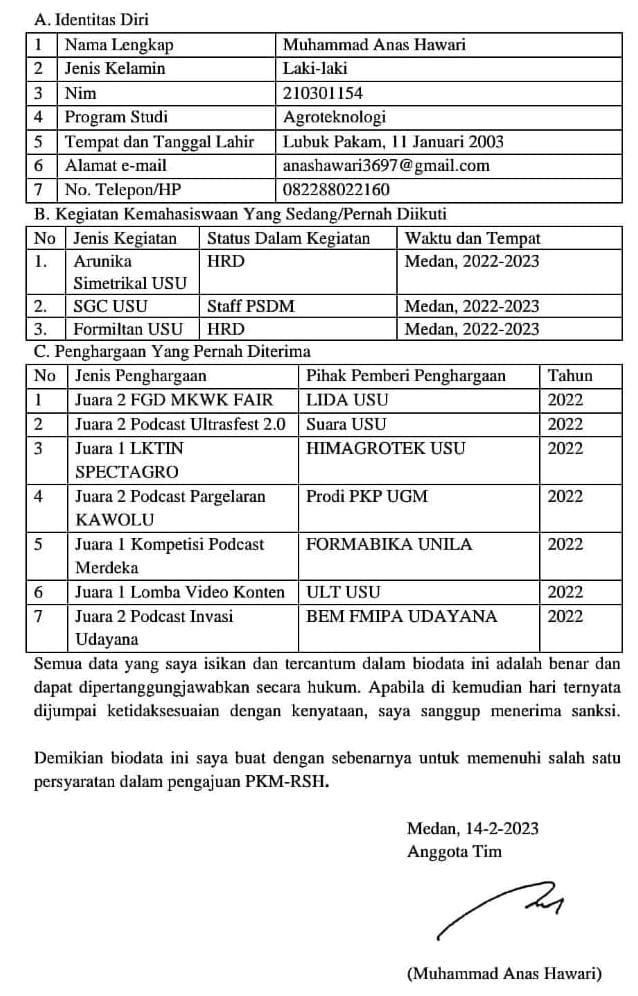 A. Identitas Diri
1 Nama Lengkap Muhammad Anas Hawari
2 Jenis Kelamin Laki-laki
3 Nim 210301154
4 Program Studi Agroteknologi
5 Tempat dan Tanggal Lahir Lubuk Pakam, 11 Januari 2003
6 Alamat e-mail anashawari3697@gmail.com
7 No. Telepon/HP 082288022160
B. Kegiatan Kemahasiswaan Yang Sedang/Pernah Diikuti
No Jenis Kegiatan Status Dalam Kegiatan Waktu dan Tempat
1. Arunika HRD Medan, 2022-2023
Simetrikal USU
2. SGC USU Staff PSDM Medan, 2022-2023
3. Formiltan USU HRD Medan, 2022-2023
C. Penghargaan Yang Pernah Diterima
No Jenis Penghargaan Pihak Pemberi Penghargaan Tahun
1 Juara 2 FGD MKWK FAIR LIDA USU 2022
2 Juara 2 Podcast Ultrasfest 2.0 Suara USU 2022
3 Juara 1 LKTIN HIMAGROTEK USU 2022
SPECTAGRO
4 Juara 2 Podcast Pargelaran Prodi PKP UGM 2022
KAWOLU
5 Juara 1 Kompetisi Podcast FORMABIKA UNILA 2022
Merdeka
6 Juara 1 Lomba Video Konten ULT USU 2022
7 Juara 2 Podcast Invasi BEM FMIPA UDAYANA 2022
Udayana
Semua data yang saya isikan dan tercantum dalam biodata ini adalah benar dan
dapat dipertanggungjawabkan secara hukum. Apabila di kemudian hari ternyata
dijumpai ketidaksesuaian dengan kenyataan, saya sanggup menerima sanksi.
Demikian biodata ini saya buat dengan sebenarnya untuk memenuhi salah satu
persyaratan dalam pengajuan PKM-RSH.
Medan, 14-2-2023
Anggota Tim
(Muhammad Anas Hawari)